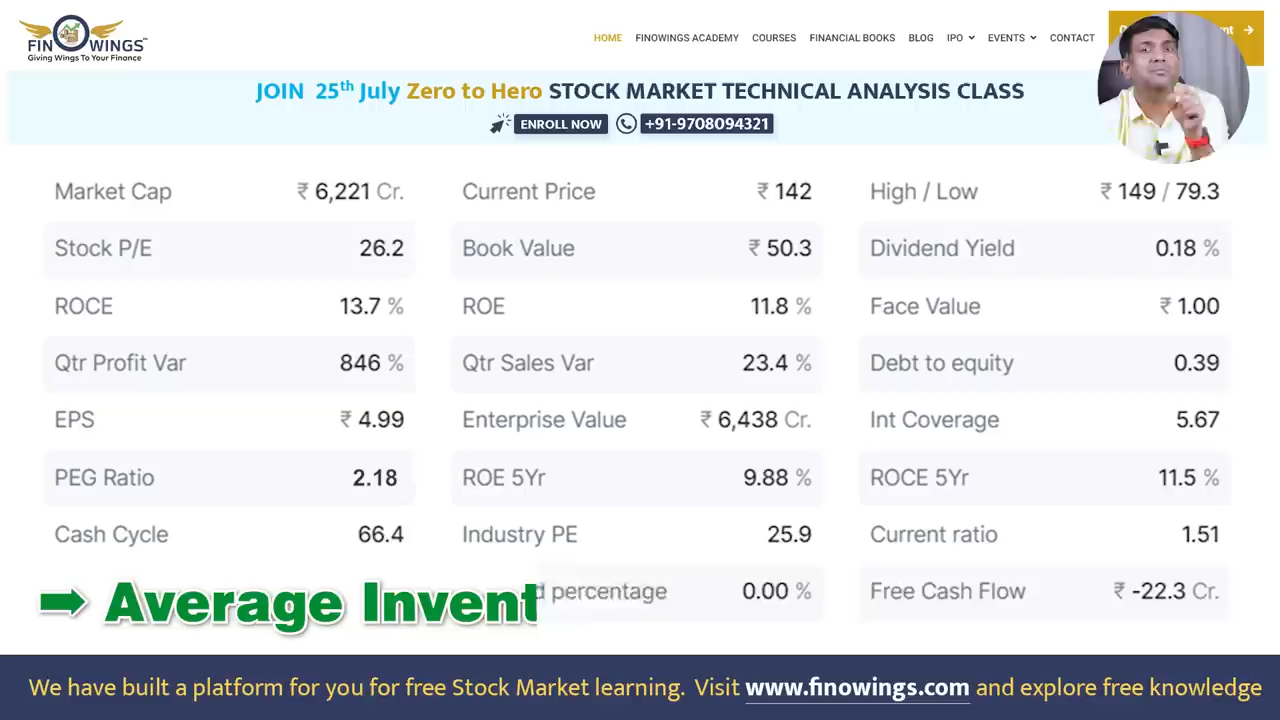 FINOWINGS
Giving Wings To Your Finance
HOME FINOWINGS ACADEMY COURSES FINANCIAL BOOKS BLOG IPO EVENTS CONTACT
JOIN 25th July Zero to Hero STOCK MARKET TECHNICAL ANALYSIS CLASS
ENROLL NOW +91-9708094321
Market Cap ₹ 6,221 Cr. Current Price ₹ 142 High / Low ₹ 149 / 79.3
Stock P/E 26.2 Book Value ₹ 50.3 Dividend Yield 0.18 %
ROCE 13.7 % ROE 11.8 % Face Value ₹ 1.00
Qtr Profit Var 846 % Qtr Sales Var 23.4 % Debt to equity 0.39
EPS ₹ 4.99 Enterprise Value ₹ 6,438 Cr. Int Coverage 5.67
PEG Ratio 2.18 ROE 5Yr 9.88 % ROCE 5Yr 11.5 %
Cash Cycle 66.4 Industry PE 25.9 Current ratio 1.51
➡ Average Invent percentage 0.00 % Free Cash Flow ₹ -22.3 Cr.
We have built a platform for you for free Stock Market learning. Visit www.finowings.com and explore free knowledge